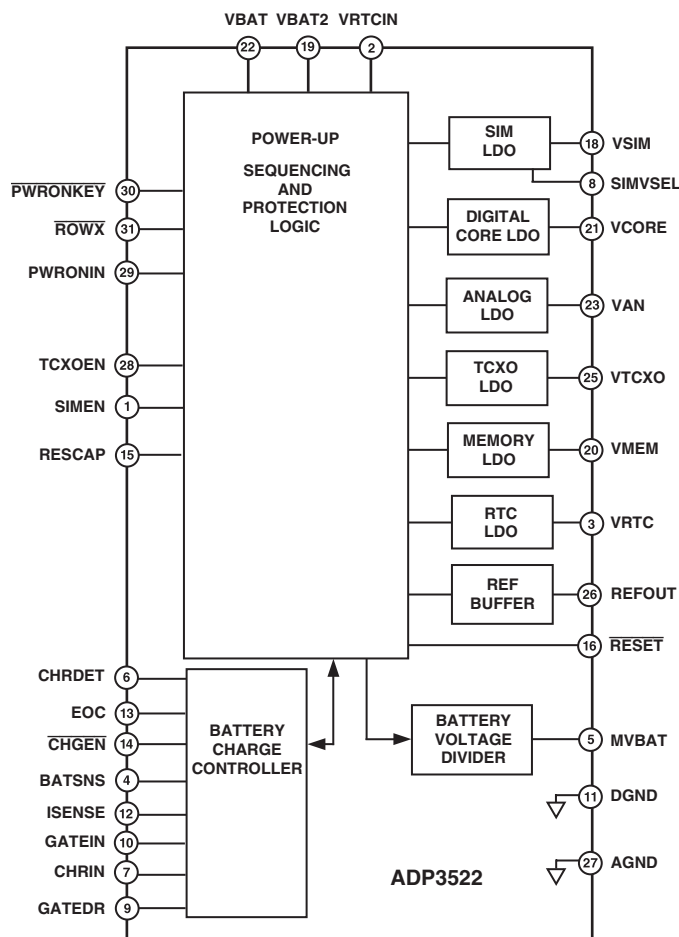 VBAT VBAT2 VRTCIN
22 19 2
POWER-UP
SEQUENCING
AND
PROTECTION
LOGIC
PWRONKEY 30
ROWX 31
PWRONIN 29
TCXOEN 28
SIMEN 1
RESCAP 15
SIM
LDO
18 VSIM
8 SIMVSEL
DIGITAL
CORE LDO
21 VCORE
ANALOG
LDO
23 VAN
TCXO
LDO
25 VTCXO
MEMORY
LDO
20 VMEM
RTC
LDO
3 VRTC
REF
BUFFER
26 REFOUT
16 RESET
CHRDET 6
EOC 13
CHGEN 14
BATSNS 4
ISENSE 12
GATEIN 10
CHRIN 7
GATEDR 9
BATTERY
CHARGE
CONTROLLER
BATTERY
VOLTAGE
DIVIDER
5 MVBAT
11 DGND
27 AGND
ADP3522